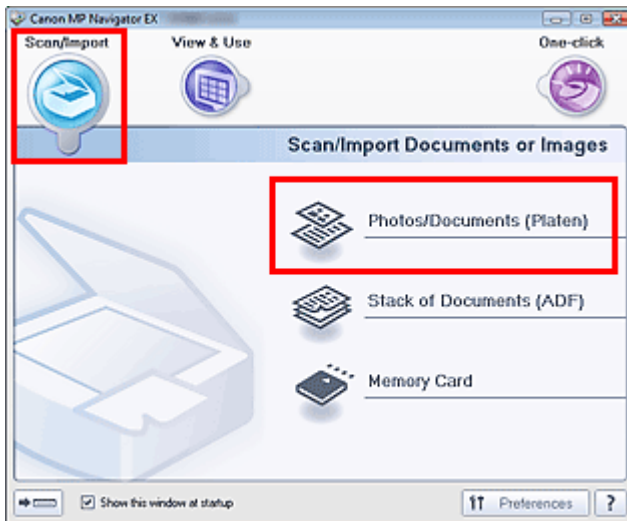 Canon MP Navigator EX
Scan/Import
View & Use
One-click
Scan/Import Documents or Images
Photos/Documents (Platen)
Stack of Documents (ADF)
Memory Card
Show this window at startup
Preferences
?